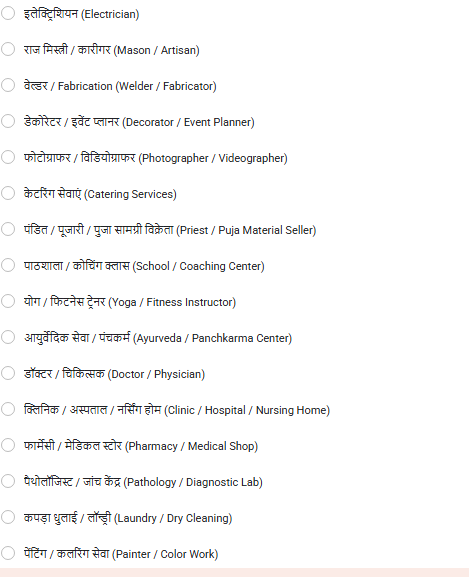 इलेक्ट्रिशियन (Electrician)
राज मिस्त्री / कारीगर (Mason / Artisan)
वेल्डर / Fabrication (Welder / Fabricator)
डेकोरेटर / इवेंट प्लानर (Decorator / Event Planner)
फोटोग्राफर / विडियोग्राफर (Photographer / Videographer)
केटरिंग सेवाएं (Catering Services)
पंडित / पूजारी / पुजा सामग्री विक्रेता (Priest / Puja Material Seller)
पाठशाला / कोचिंग क्लास (School / Coaching Center)
योग / फिटनेस ट्रेनर (Yoga / Fitness Instructor)
आयुर्वेदिक सेवा / पंचकर्म (Ayurveda / Panchkarma Center)
डॉक्टर / चिकित्सक (Doctor / Physician)
क्लिनिक / अस्पताल / नर्सिंग होम (Clinic / Hospital / Nursing Home)
फार्मेसी / मेडिकल स्टोर (Pharmacy / Medical Shop)
पैथोलॉजिस्ट / जांच केंद्र (Pathology / Diagnostic Lab)
कपड़ा धुलाई / लॉन्ड्री (Laundry / Dry Cleaning)
पेंटिंग / कलरिंग सेवा (Painter / Color Work)